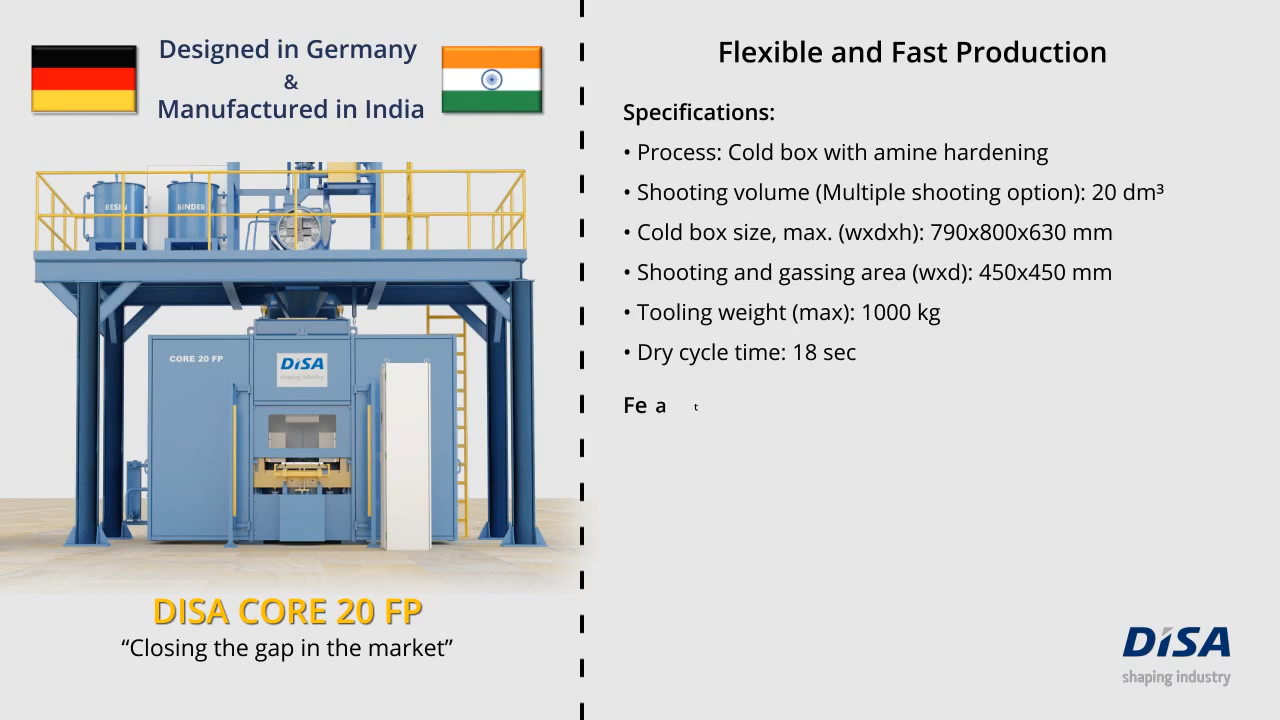 Designed in Germany
&
Manufactured in India
RESIN
BINDER
CORE 20 FP
DISA
shaping industry
DISA CORE 20 FP
“Closing the gap in the market”
Flexible and Fast Production
Specifications:
• Process: Cold box with amine hardening
• Shooting volume (Multiple shooting option): 20 dm³
• Cold box size, max. (wxdxh): 790x800x630 mm
• Shooting and gassing area (wxd): 450x450 mm
• Tooling weight (max): 1000 kg
• Dry cycle time: 18 sec
Fe a t
DISA
shaping industry